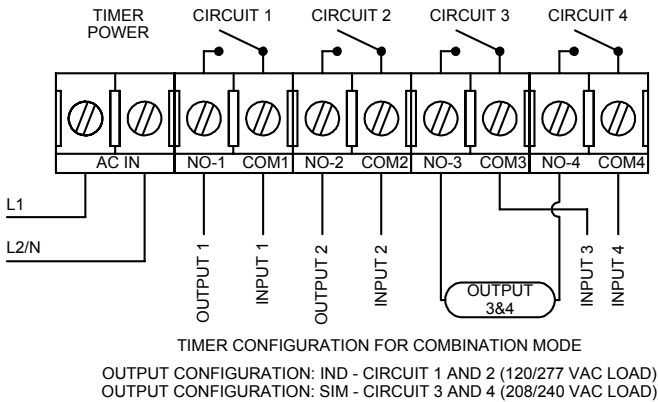 TIMER POWER
CIRCUIT 1
CIRCUIT 2
CIRCUIT 3
CIRCUIT 4
AC IN
NO-1
COM1
NO-2
COM2
NO-3
COM3
NO-4
COM4
L1
L2/N
OUTPUT 1
INPUT 1
OUTPUT 2
INPUT 2
OUTPUT
3&4
INPUT 3
INPUT 4
TIMER CONFIGURATION FOR COMBINATION MODE
OUTPUT CONFIGURATION: IND - CIRCUIT 1 AND 2 (120/277 VAC LOAD)
OUTPUT CONFIGURATION: SIM - CIRCUIT 3 AND 4 (208/240 VAC LOAD)